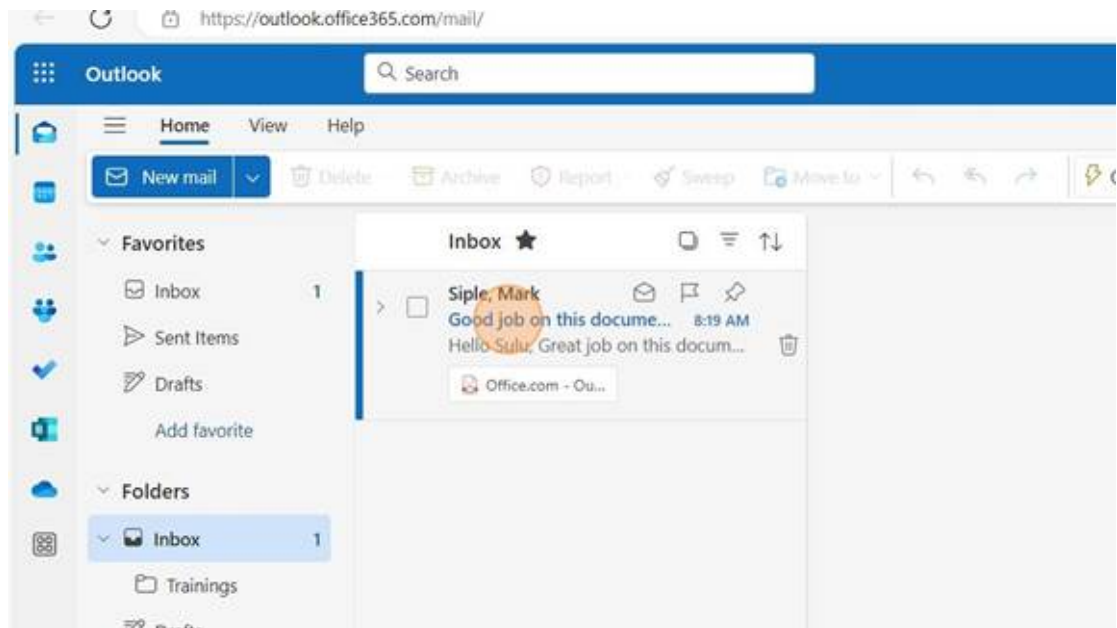 https://outlook.office365.com/mail/
Outlook
Search
Home View Help
New mail Delete Archive Report Sweep Move to
Favorites
Inbox 1
Sent Items
Drafts
Add favorite
Folders
Inbox 1
Trainings
Inbox
Siple, Mark
Good job on this docume... 8:19 AM
Hello Sulu, Great job on this docum...
Office.com - Ou...